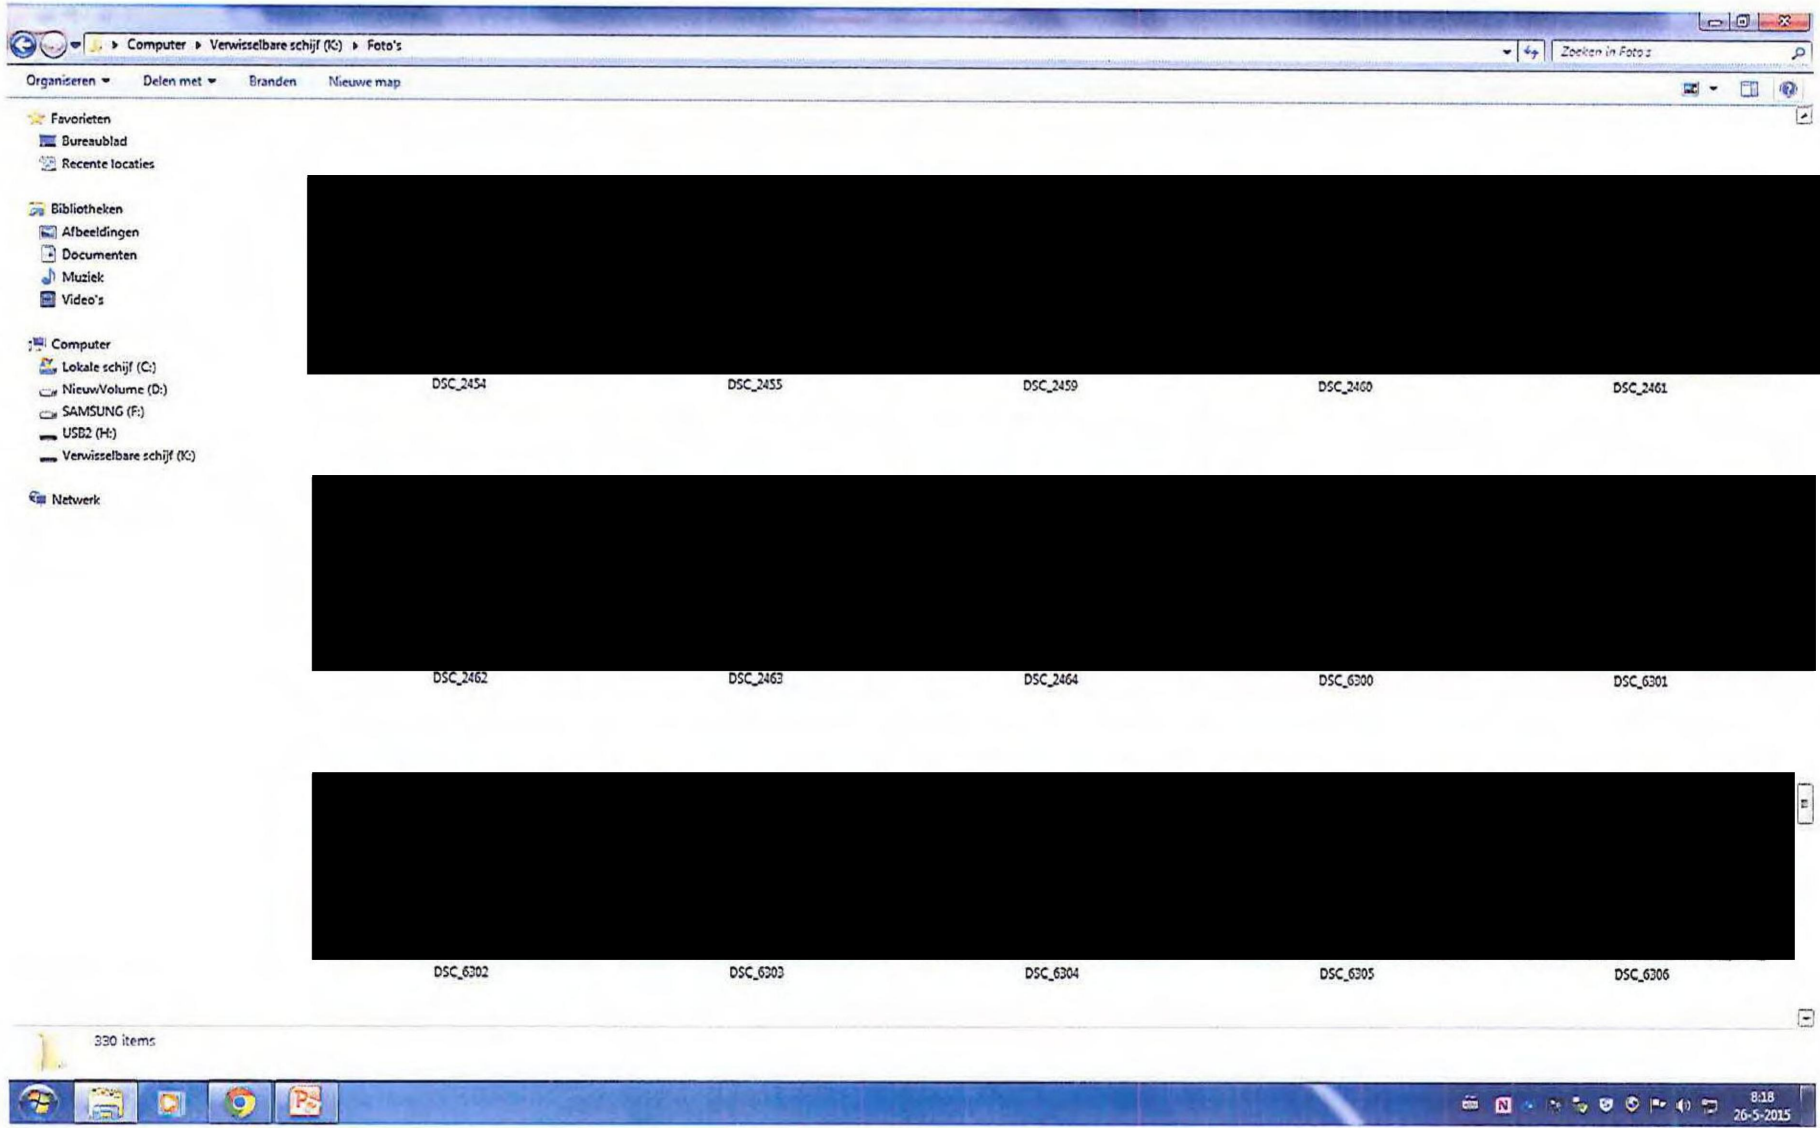 Computer ▸ Verwisselbare schijf (K:) ▸ Foto's
Zoeken in Foto's
Organiseren Delen met Branden Nieuwe map
Favorieten
Bureaublad
Recente locaties
Bibliotheken
Afbeeldingen
Documenten
Muziek
Video's
Computer
Lokale schijf (C:)
NieuwVolume (D:)
SAMSUNG (F:)
USB2 (H:)
Verwisselbare schijf (K:)
Netwerk
DSC_2454 DSC_2455 DSC_2459 DSC_2460 DSC_2461
DSC_2462 DSC_2463 DSC_2464 DSC_6300 DSC_6301
DSC_6302 DSC_6303 DSC_6304 DSC_6305 DSC_6306
330 items
N
8:18
26-5-2015